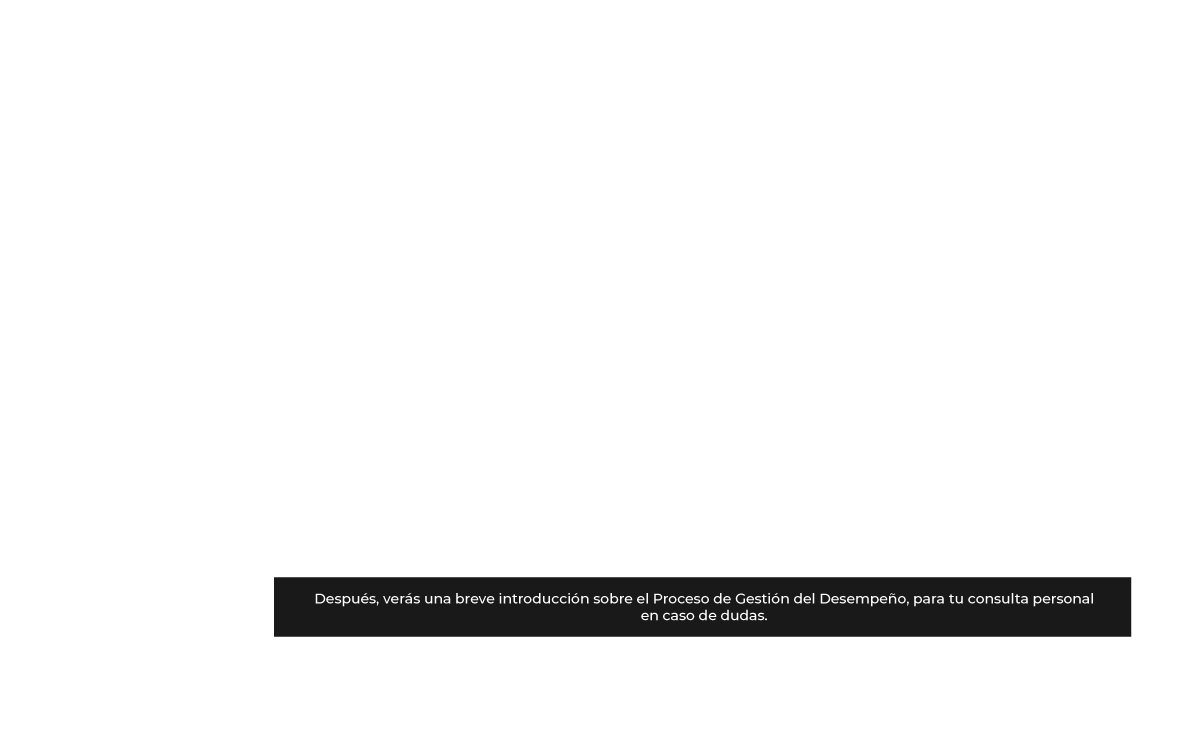 Después, verás una breve introducción sobre el Proceso de Gestión del Desempeño, para tu consulta personal
en caso de dudas.